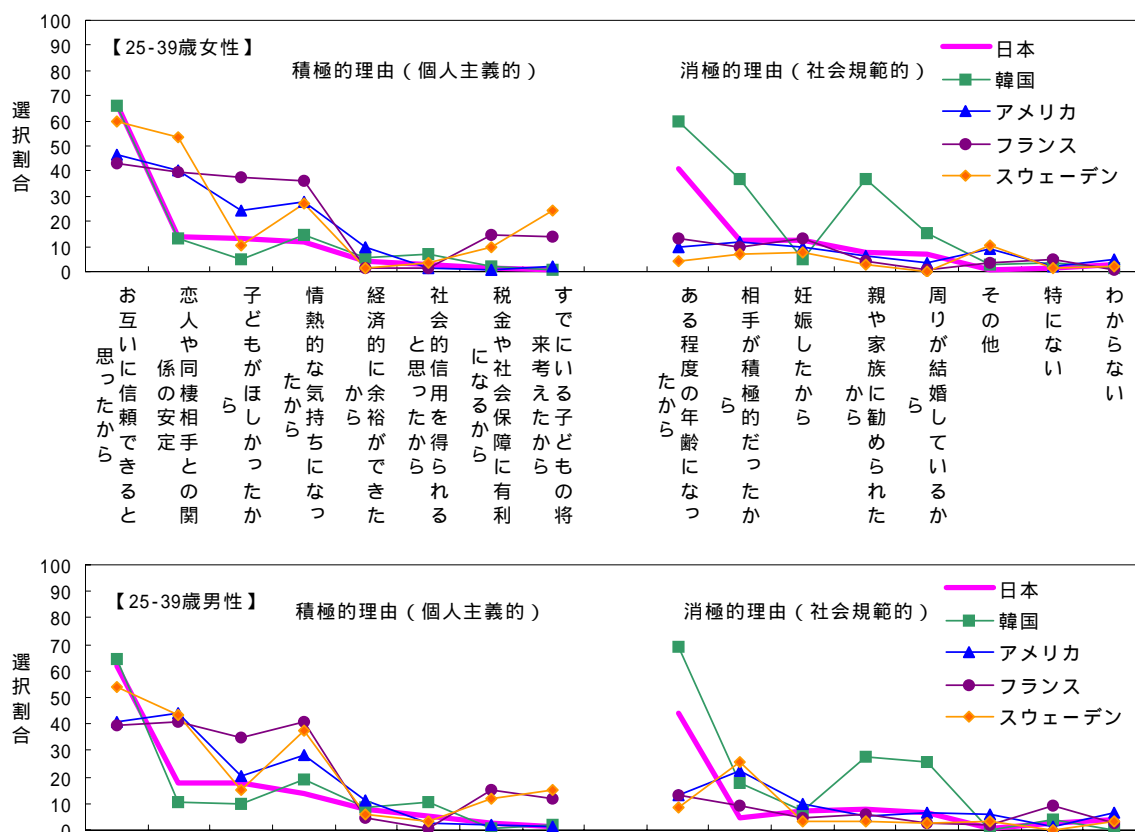 100
90
80
70
60
50
40
30
20
10
0
選択割合
【25-39歳女性】
積極的理由(個人主義的)
消極的理由(社会規範的)
日本
韓国
アメリカ
フランス
スウェーデン
お互いに信頼できると
思ったから
恋人や同棲相手との関
係の安定
子どもがほしかったか
ら
情熱的な気持ちになっ
たから
経済的に余裕ができた
から
社会的信用を得られる
と思ったから
税金や社会保障に有利
になるから
すでにいる子どもの将
来考えたから
ある程度の年齢になっ
たから
相手が積極的だったか
ら
妊娠したから
親や家族に勧められた
から
周りが結婚しているか
ら
その他
特にない
わからない
100
90
80
70
60
50
40
30
20
10
0
選択割合
【25-39歳男性】
積極的理由(個人主義的)
消極的理由(社会規範的)
日本
韓国
アメリカ
フランス
スウェーデン